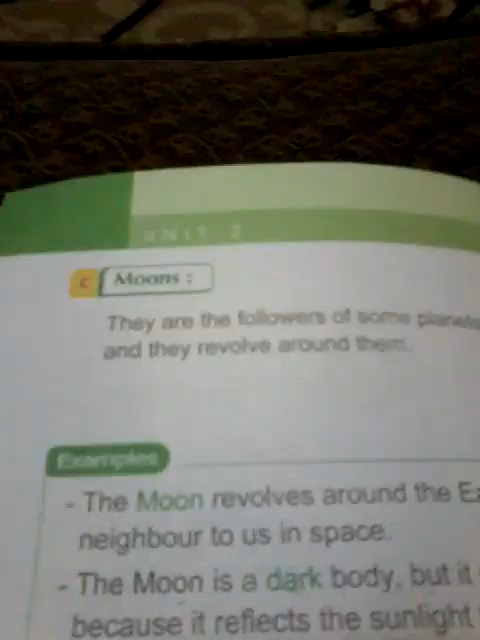 UNIT 2
C Moons :
They are the followers of some planets
and they revolve around them.
Examples
- The Moon revolves around the
neighbour to us in space.
- The Moon is a dark body, but it
because it reflects the sunlight